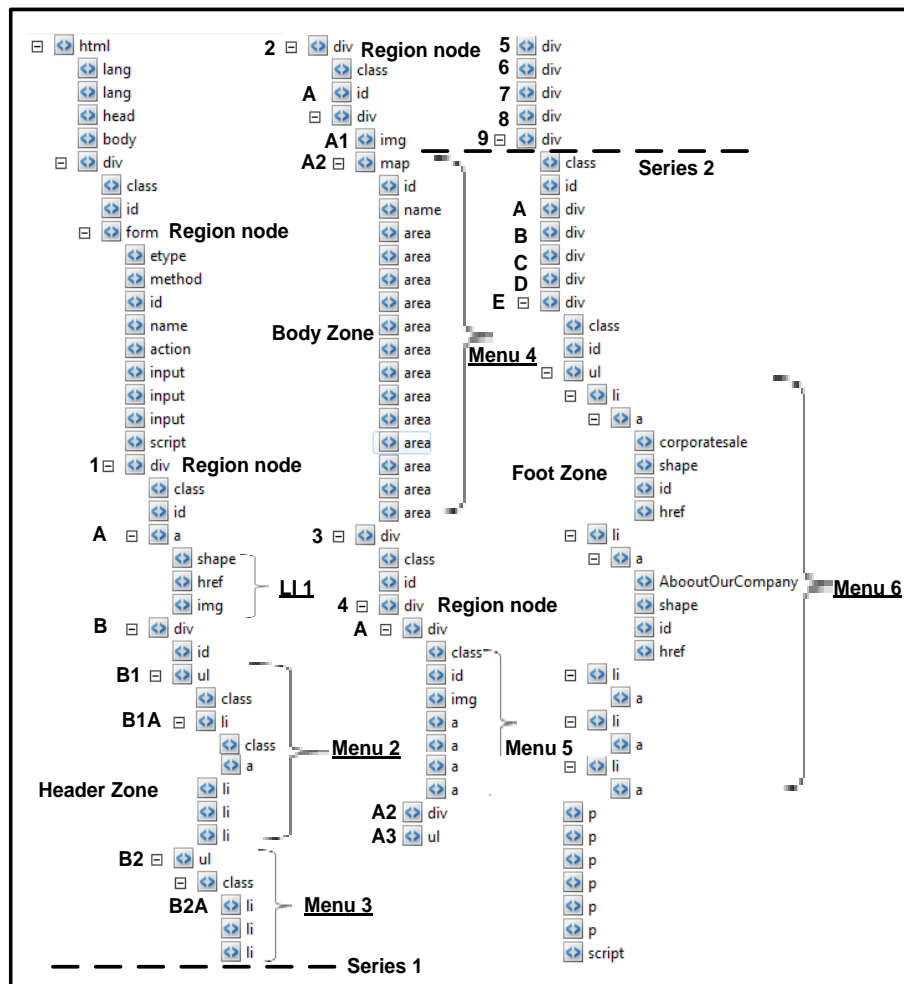 html
lang
lang
head
body
div
class
id
form Region node
etype
method
id
name
action
input
input
input
script
1 div Region node
class
id
A a
shape
href
img
LI 1
B div
id
B1 ul
class
B1A li
class
a
Menu 2
Header Zone
li
li
li
B2 ul
class
B2A li
li
li
Menu 3
Series 1
2 div Region node
class
A id
div
A1 img
A2 map
id
name
area
area
area
area
area
area
area
area
area
area
area
area
area
Body Zone
Menu 4
3 div
class
id
4 div Region node
A div
class
id
img
a
a
a
a
Menu 5
A2 div
A3 ul
5 div
6 div
7 div
8 div
9 div
Series 2
class
id
A div
B div
C div
D div
E div
class
id
ul
li
a
corporatesale
shape
id
href
Foot Zone
li
a
AbooutOurCompany
shape
id
href
Menu 6
li
a
li
a
li
a
p
p
p
p
p
p
script